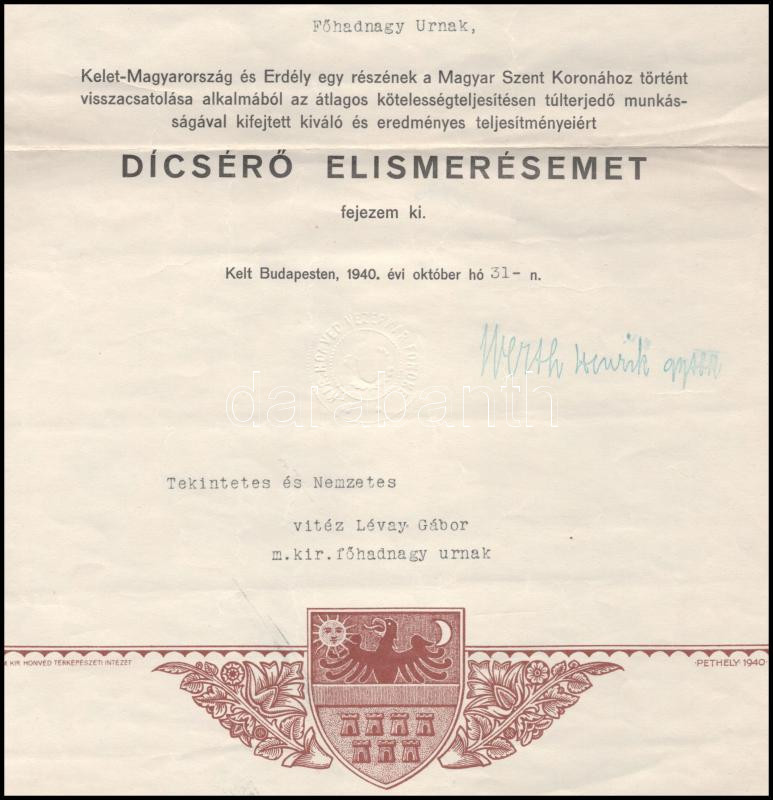 Főhadnagy Urnak,
Kelet-Magyarország és Erdély egy részének a Magyar Szent Koronához történt
visszacsatolása alkalmából az átlagos kötelességteljesítésen túlterjedő munkás-
ságával kifejtett kiváló és eredményes teljesítményeiért
DÍCSÉRŐ ELISMERÉSEMET
fejezem ki.
Kelt Budapesten, 1940. évi október hó 31- n.
Werth Henrik
darabanth
Tekintetes és Nemzetes
vitéz Lévay Gábor
m.kir.főhadnagy urnak
M KIR HONVÉD TÉRKÉPÉSZETI INTÉZET
·PETHELY 1940·